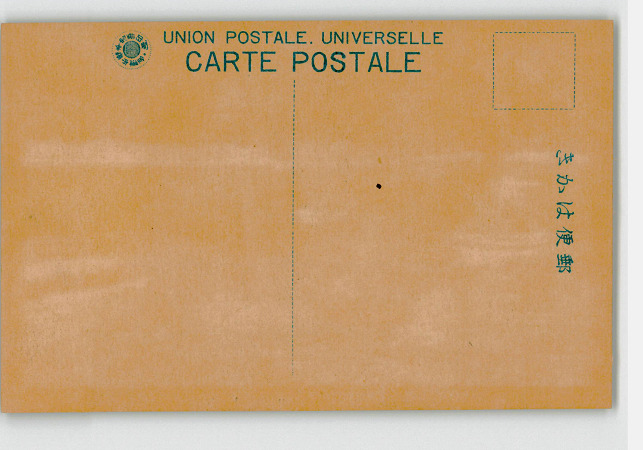 UNION POSTALE. UNIVERSELLE
CARTE POSTALE
きかは便郵